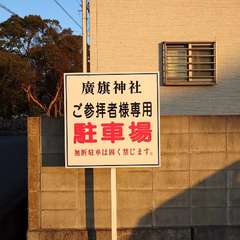 廣旗神社
ご参拝者様専用
駐車場
無断駐車は固く禁じます。